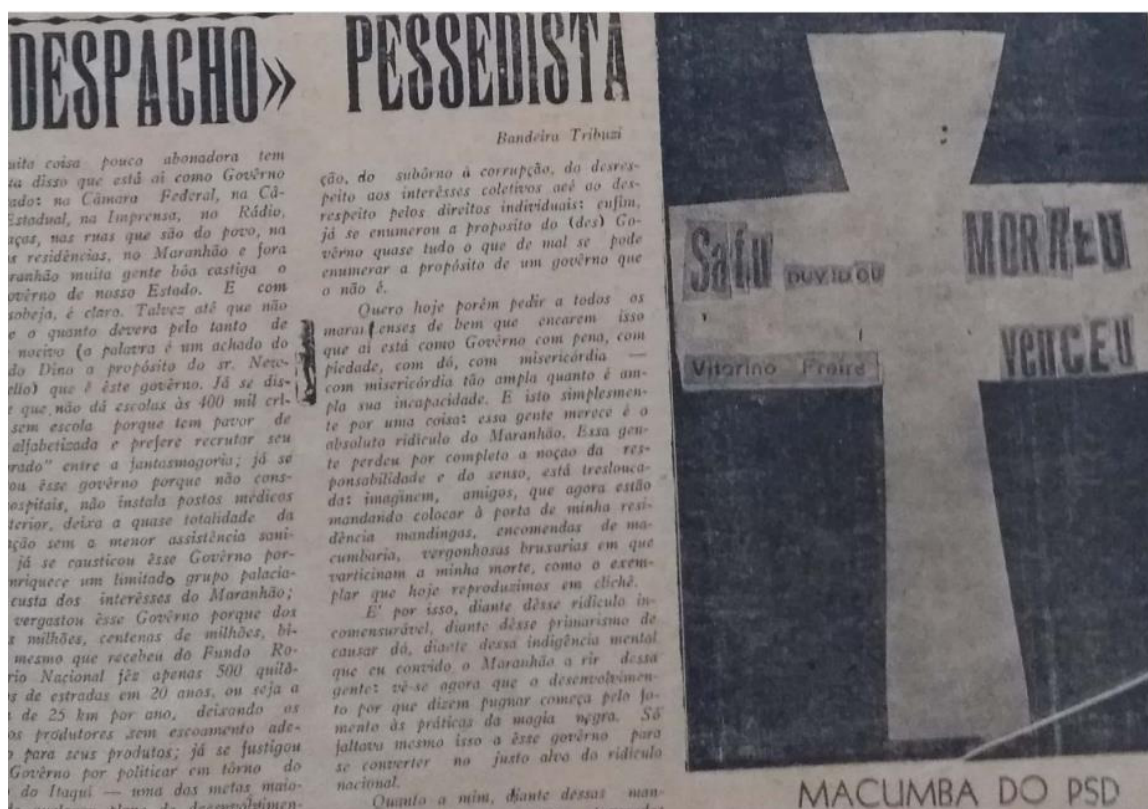 DESPACHO» PESSEDISTA
Bandeira Tribuzi
uita coisa pouco abonadora tem
ta disso que está aí como Govêrno
ado: na Câmara Federal, na Câ-
Estadual, na Imprensa, no Rádio,
aças, nas ruas que são do povo, na
s residências, no Maranhão e fora
aranhão muita gente bôa castiga o
ovêrno de nosso Estado. E com
sobeja, é claro. Talvez até que não
e o quanto devera pelo tanto de
nocivo (a palavra é um achado do
do Dino a propósito do sr. New-
ello) que é êste govêrno. Já se dis-
e que não dá escolas às 400 mil cri-
sem escola porque tem pavor de
alfabetizada e prefere recrutar seu
rado" entre a fantasmagoria; já se
ou êsse govêrno porque não cons-
ospitais, não instala postos médicos
terior, deixa a quase totalidade da
ação sem a menor assistência sani-
já se causticou êsse Govêrno por-
nriquece um limitado grupo palacia-
custa dos interêsses do Maranhão;
vergastou êsse Governo porque dos
s milhões, centenas de milhões, bi-
mesmo que recebeu do Fundo Ro-
rio Nacional fêz apenas 500 quilô-
s de estradas em 20 anos, ou seja a
de 25 km por ano, deixando os
os produtores sem escoamento ade-
o para seus produtos; já se fustigou
Govêrno por politicar em tôrno do
do Itaqui — uma das metas maio-
plano de desenvolvimen-
ção, do subôrno à corrupção, do desres-
peito aos interêsses coletivos aeé ao des-
respeito pelos direitos individuais: enfim,
já se enumerou a proposito do (des) Go-
vêrno quase tudo o que de mal se pode
enumerar a propósito de um govêrno que
o não é.
Quero hoje porém pedir a todos os
maranhenses de bem que encarem isso
que aí está como Govêrno com pena, com
piedade, com dó, com misericórdia —
com misericórdia tão ampla quanto é am-
pla sua incapacidade. E isto simplesmen-
te por uma coisa: essa gente merece é o
absoluto ridículo do Maranhão. Essa gen-
te perdeu por completo a noção da res-
ponsabilidade e do senso, está treslouca-
da: imaginem, amigos, que agora estão
mandando colocar à porta de minha resi-
dência mandingas, encomendas de ma-
cumbaria, vergonhosas bruxarias em que
varticinam a minha morte, como o exem-
plar que hoje reproduzimos em clichê.
E' por isso, diante dêsse ridículo in-
comensurável, diante dêsse primarismo de
causar dó, diante dessa indigência mental
que eu convido o Maranhão a rir dessa
gente: vê-se agora que o desenvolvimen-
to por que dizem pugnar começa pelo fo-
mento às práticas da magia negra. Só
faltava mesmo isso a êsse govêrno para
se converter no justo alvo do ridículo
nacional.
Quanto a mim, diante dessas man-
Saiu DUVIDOU MORREU
Vitorino Freire venceu
MACUMBA DO PSD